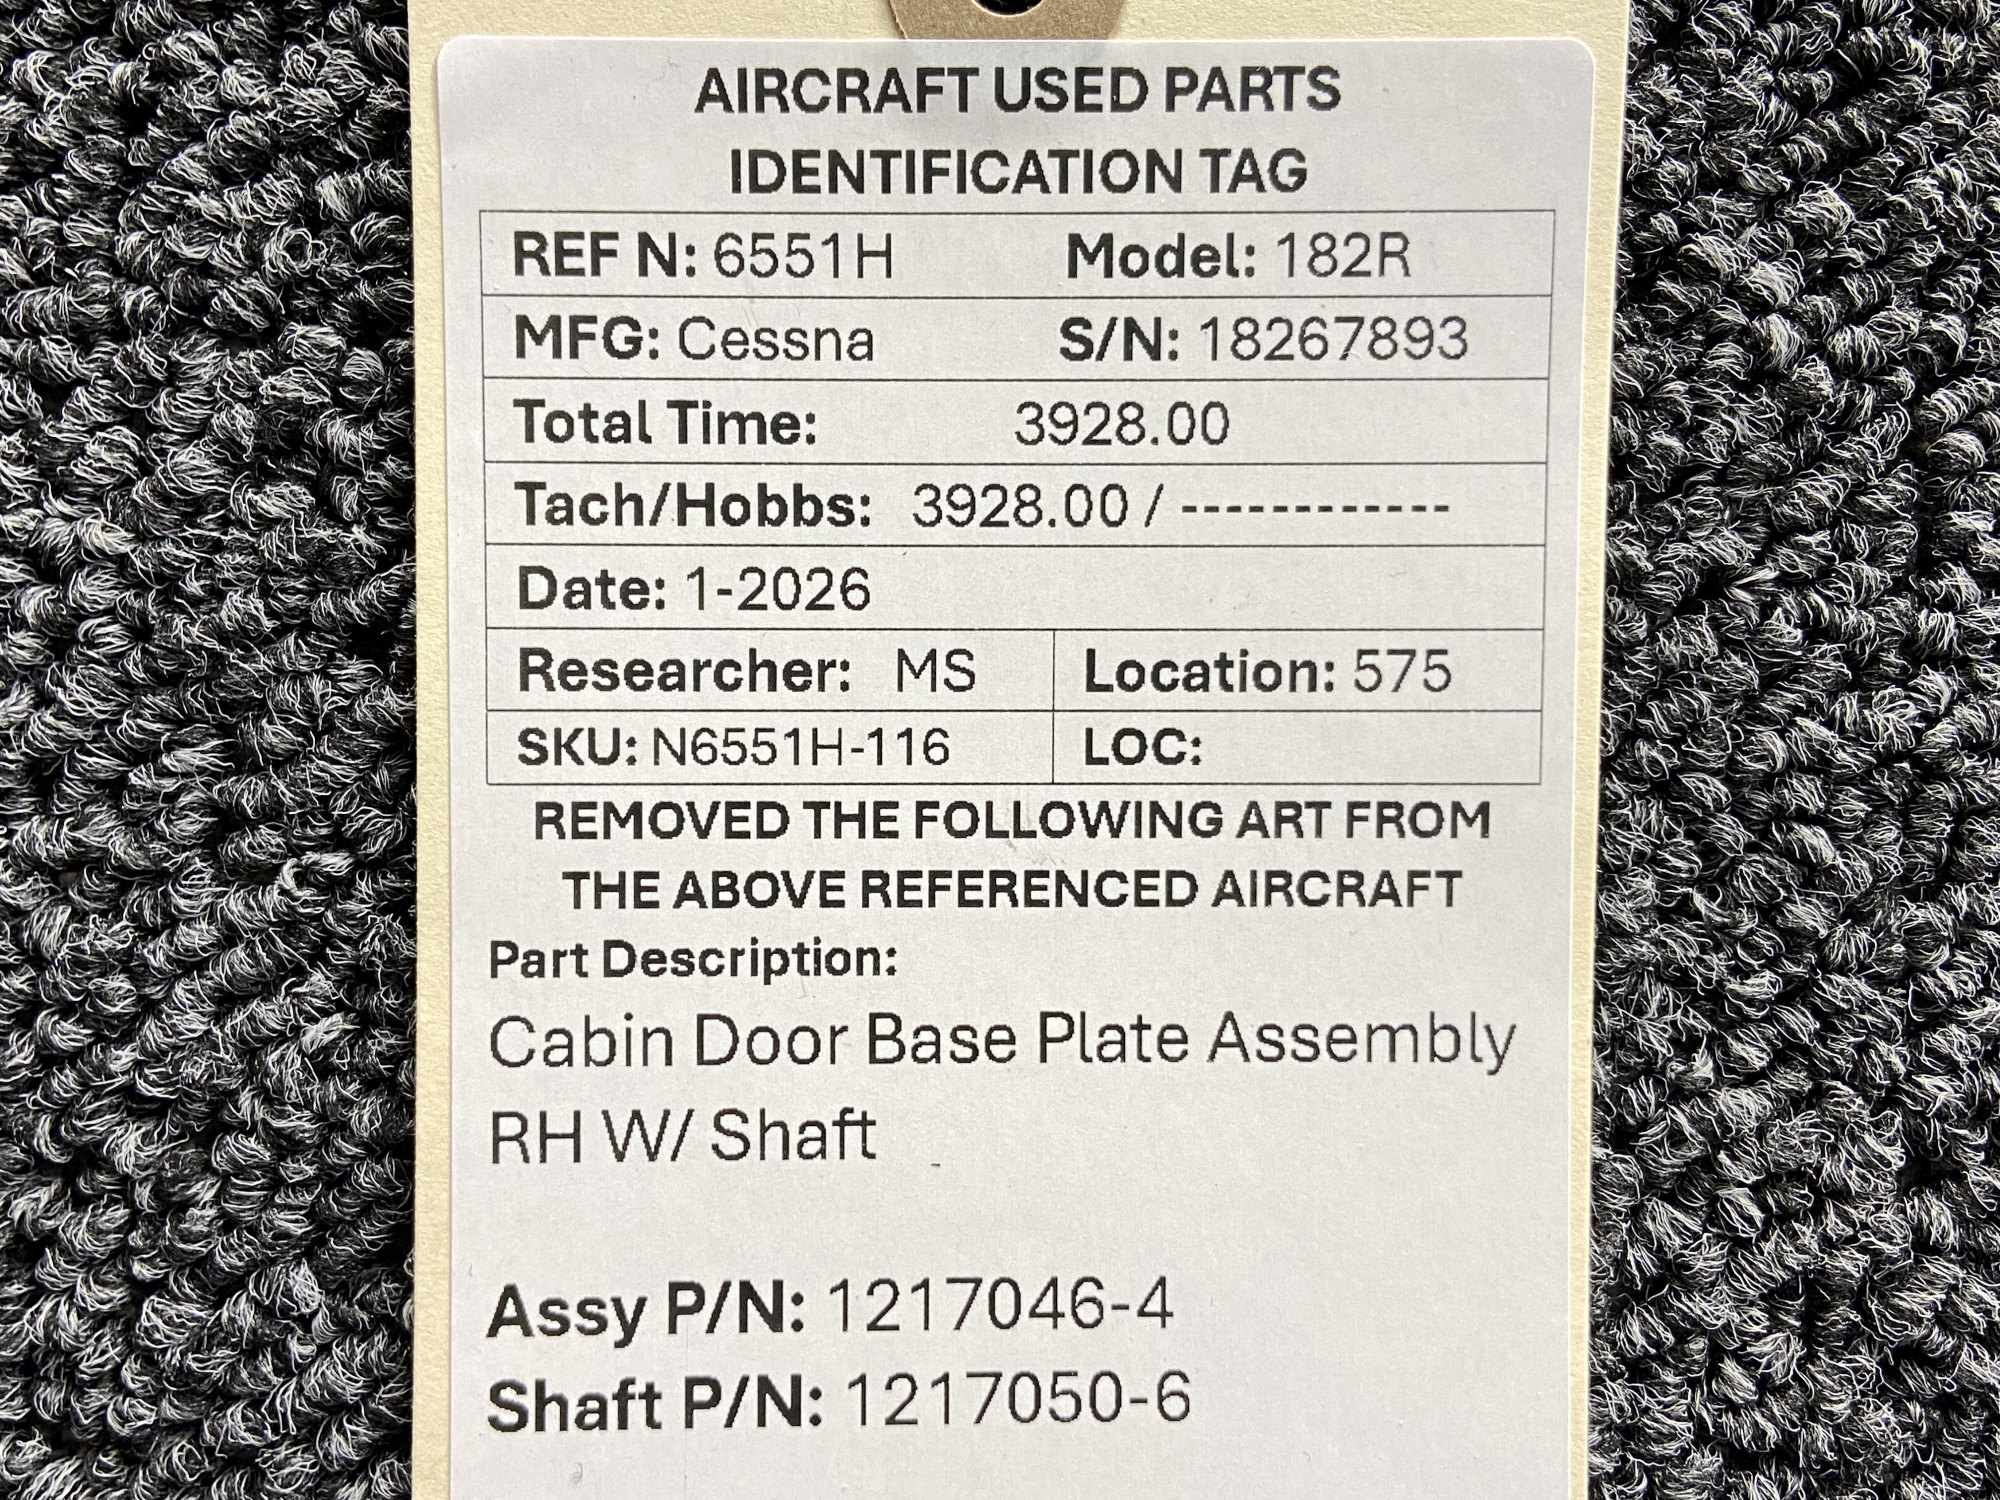 AIRCRAFT USED PARTS
IDENTIFICATION TAG
REF N: 6551H Model: 182R
MFG: Cessna S/N: 18267893
Total Time: 3928.00
Tach/Hobbs: 3928.00 / ------------
Date: 1-2026
Researcher: MS Location: 575
SKU: N6551H-116 LOC:
REMOVED THE FOLLOWING ART FROM
THE ABOVE REFERENCED AIRCRAFT
Part Description:
Cabin Door Base Plate Assembly
RH W/ Shaft
Assy P/N: 1217046-4
Shaft P/N: 1217050-6